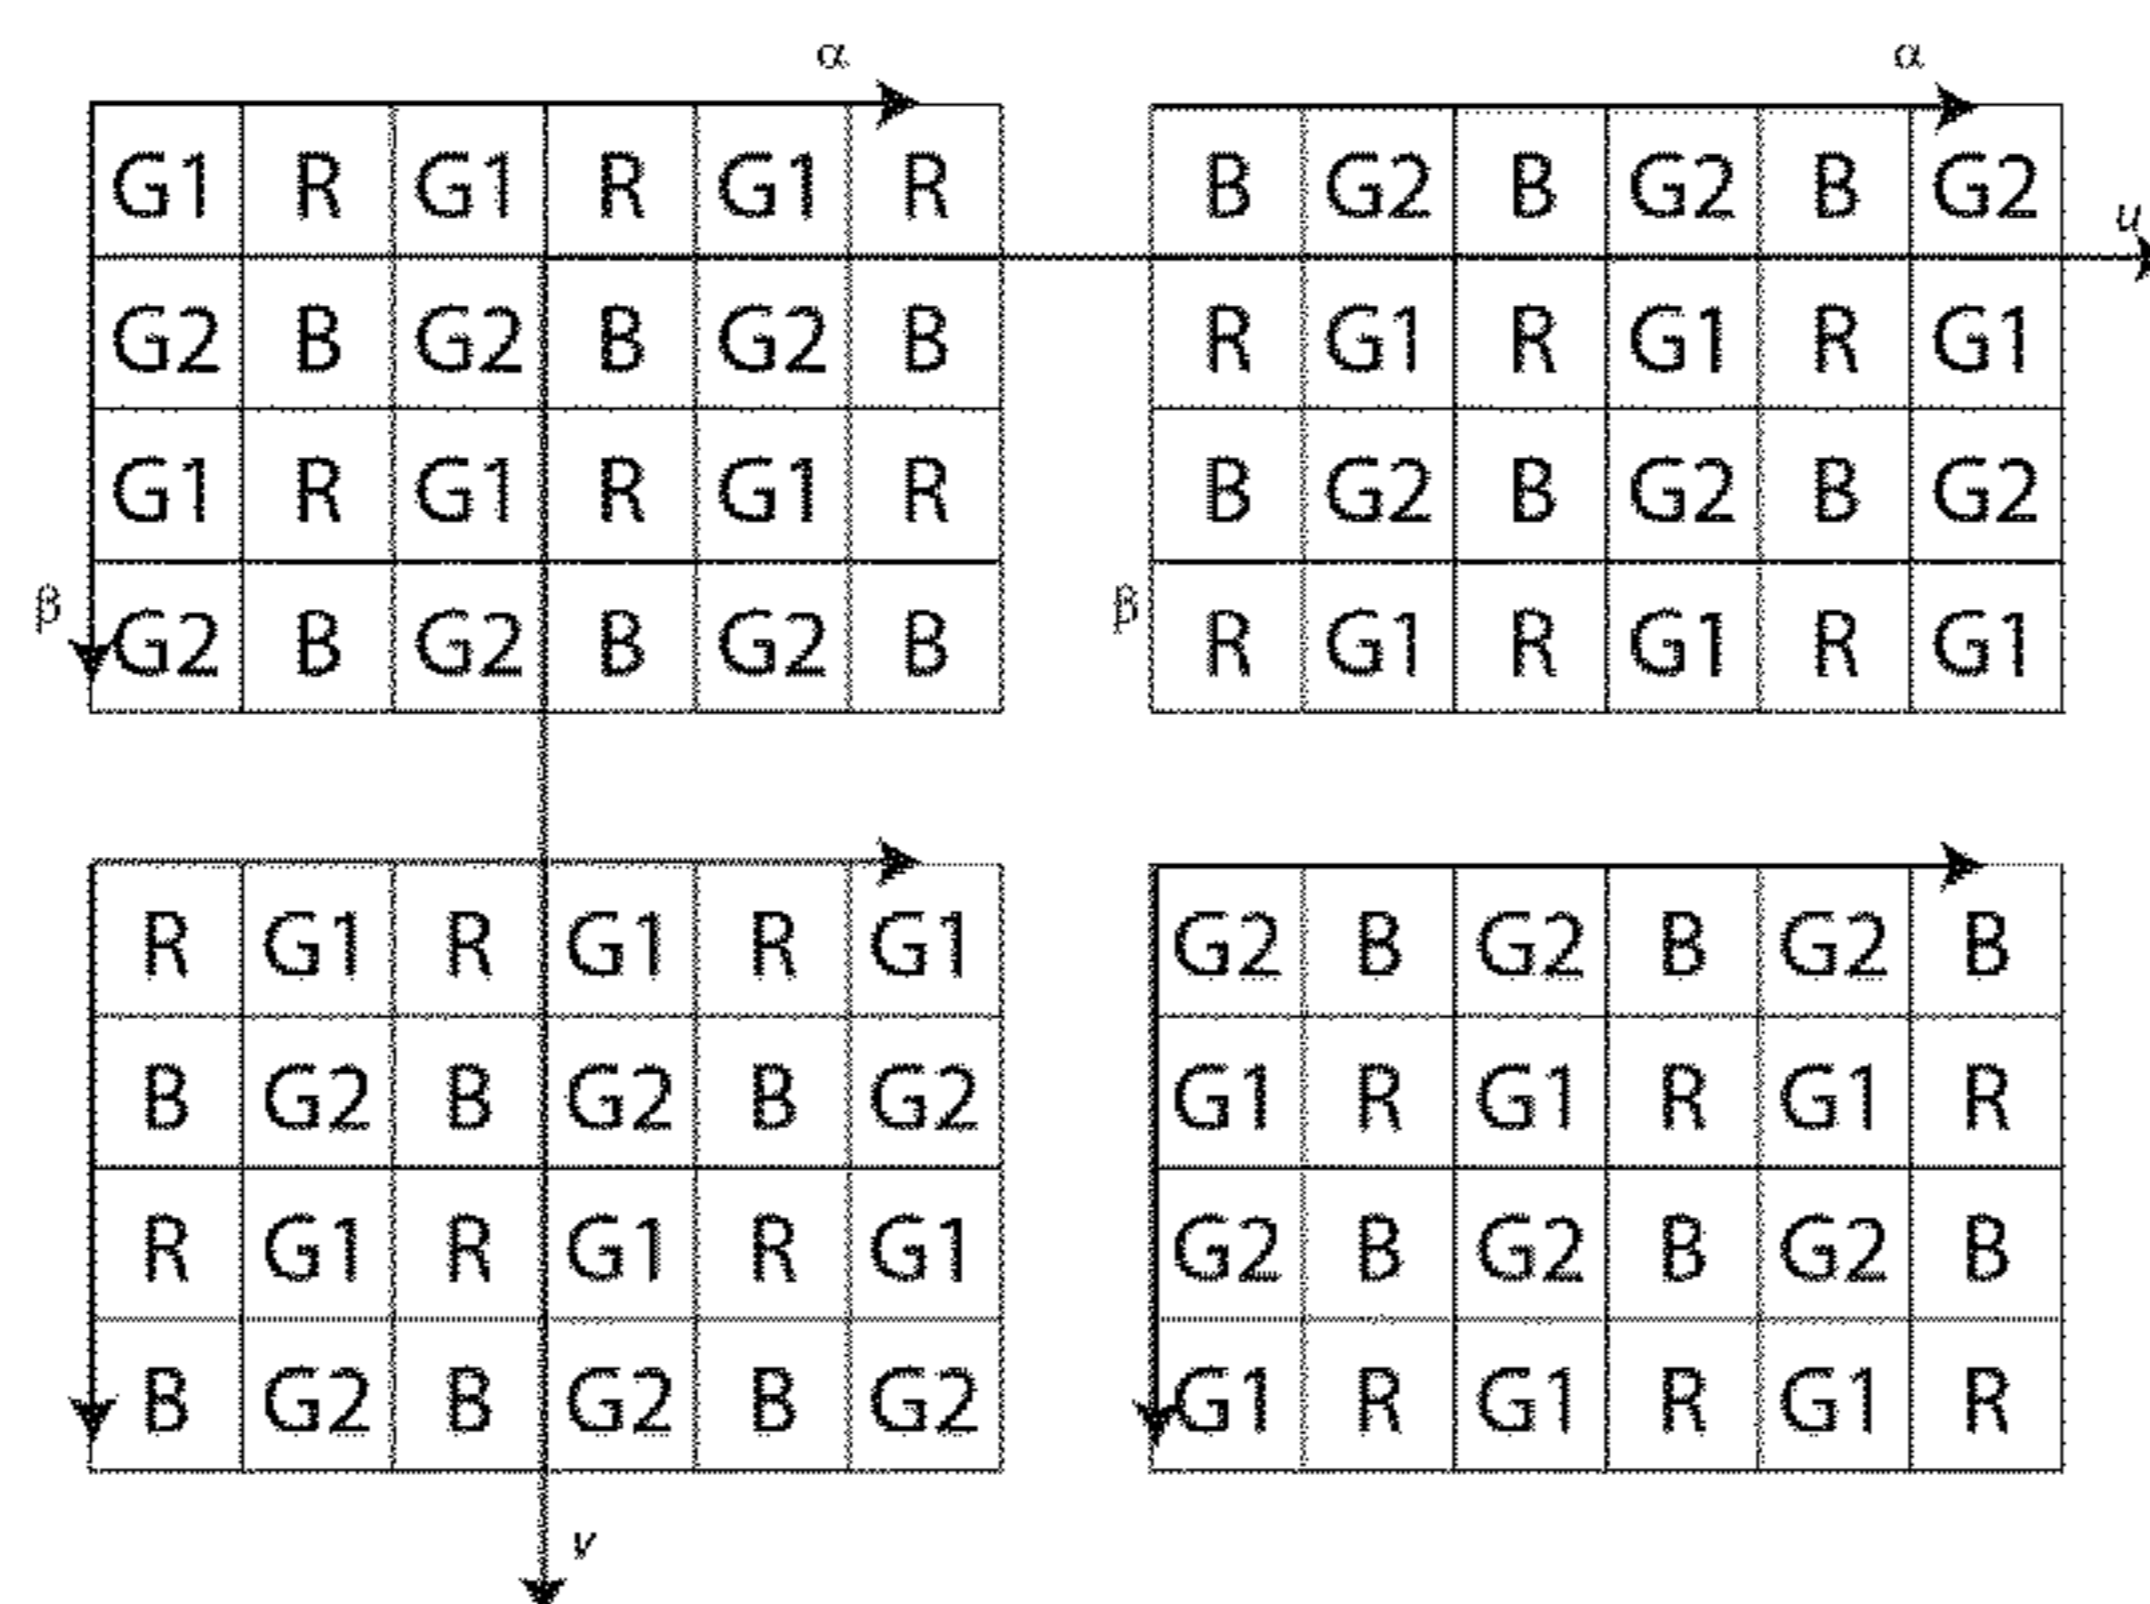 α α
G1 R G1 R G1 R B G2 B G2 B G2
u
G2 B G2 B G2 B R G1 R G1 R G1
G1 R G1 R G1 R B G2 B G2 B G2
β β
G2 B G2 B G2 B R G1 R G1 R G1
R G1 R G1 R G1 G2 B G2 B G2 B
B G2 B G2 B G2 G1 R G1 R G1 R
R G1 R G1 R G1 G2 B G2 B G2 B
B G2 B G2 B G2 G1 R G1 R G1 R
v